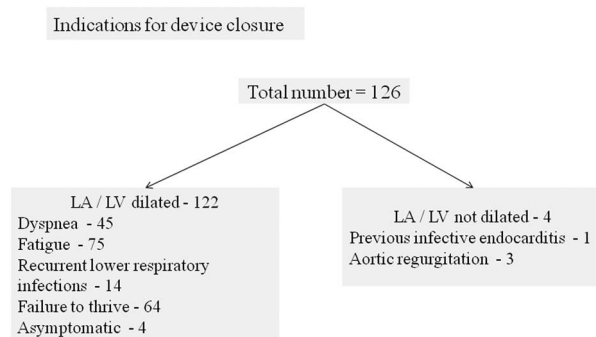 Indications for device closure
Total number = 126
LA / LV dilated - 122
Dyspnea - 45
Fatigue - 75
Recurrent lower respiratory
infections - 14
Failure to thrive - 64
Asymptomatic - 4
LA / LV not dilated - 4
Previous infective endocarditis - 1
Aortic regurgitation - 3